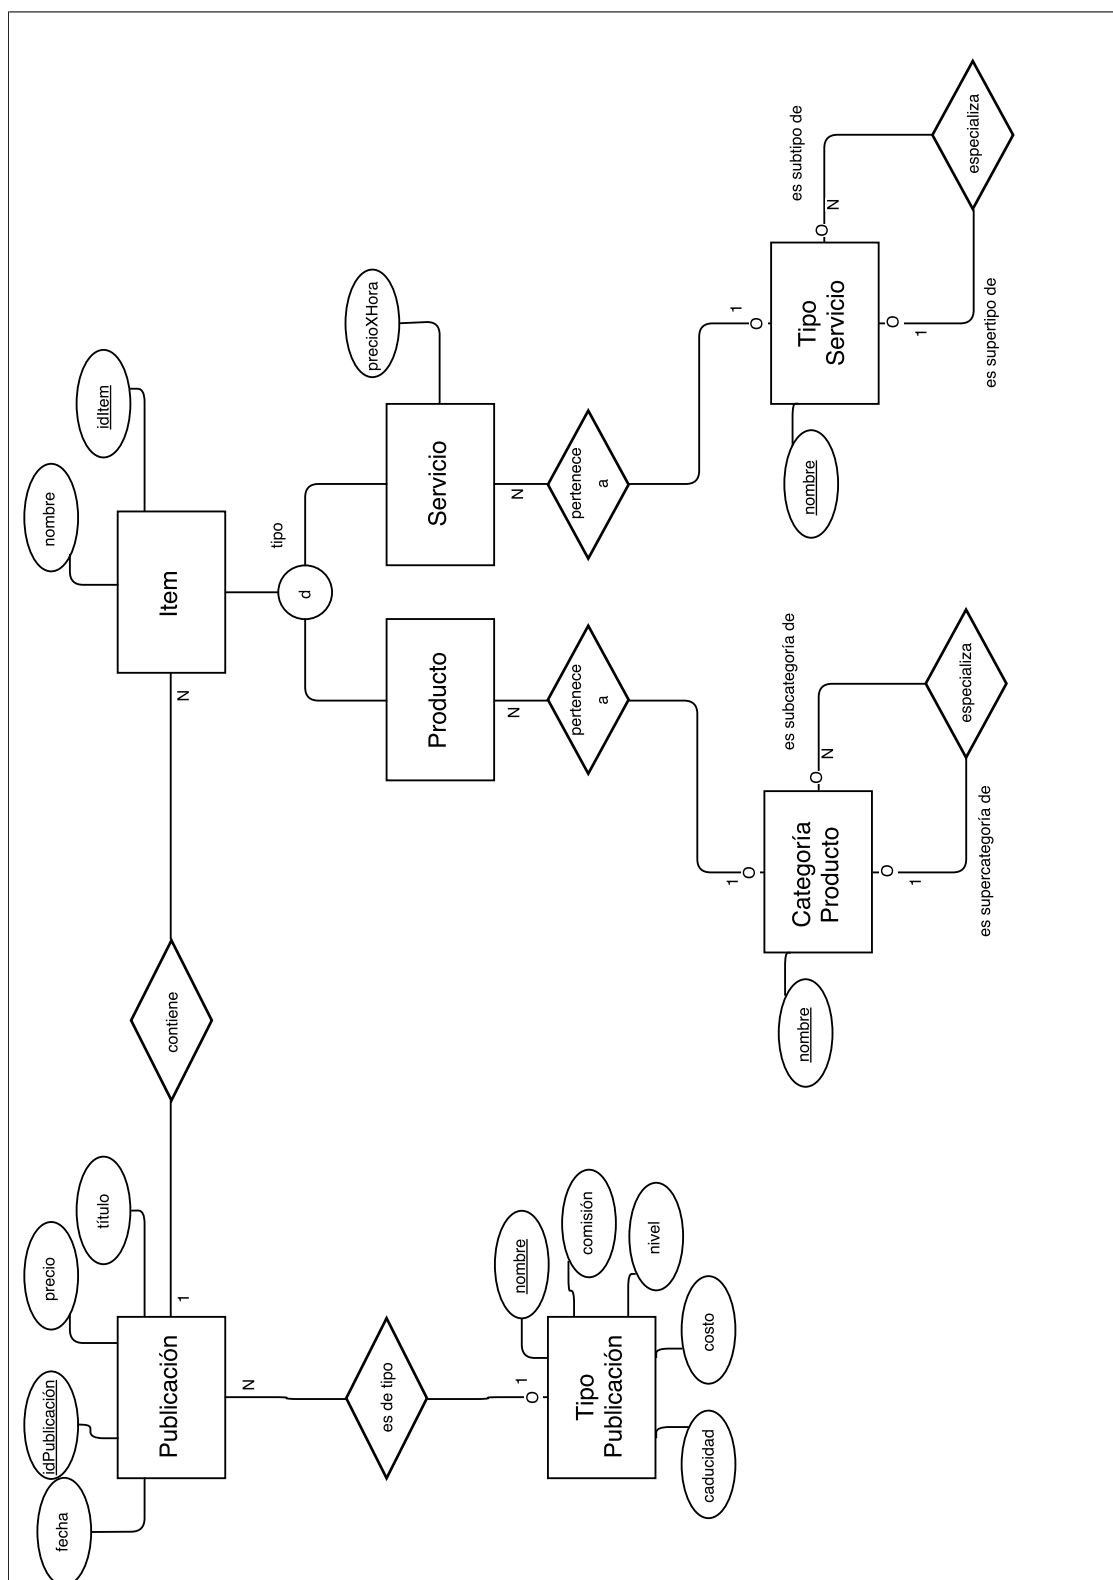 fecha
idPublicación
precio
título
Publicación
1
contiene
N
Item
nombre
idItem
N
es de tipo
1
O
Tipo
Publicación
nombre
comisión
nivel
costo
caducidad
d
tipo
Producto
N
pertenece
a
1
O
Categoría
Producto
nombre
O
N
es subcategoría de
especializa
O
1
es supercategoría de
Servicio
precioXHora
N
pertenece
a
1
O
Tipo
Servicio
nombre
O
N
es subtipo de
especializa
O
1
es supertipo de